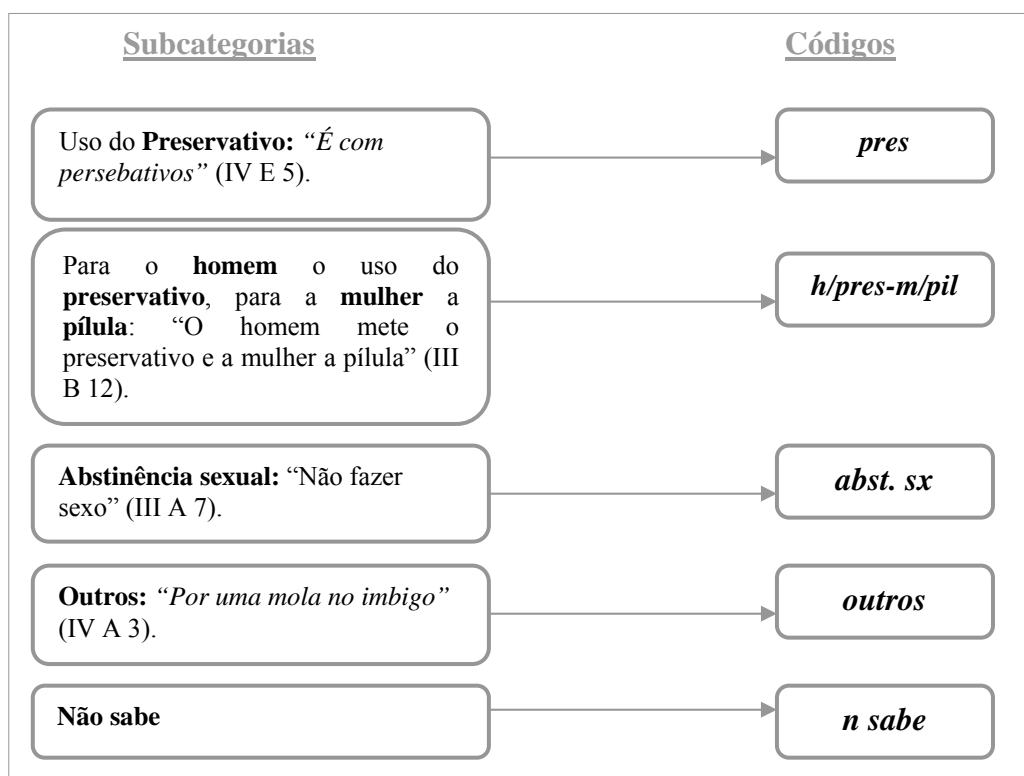 Subcategorias
Códigos
Uso do Preservativo: “É com
persebativos” (IV E 5).
pres
Para o homem o uso do
preservativo, para a mulher a
pílula: “O homem mete o
preservativo e a mulher a pílula” (III
B 12).
h/pres-m/pil
Abstinência sexual: “Não fazer
sexo” (III A 7).
abst. sx
Outros: “Por uma mola no imbigo”
(IV A 3).
outros
Não sabe
n sabe